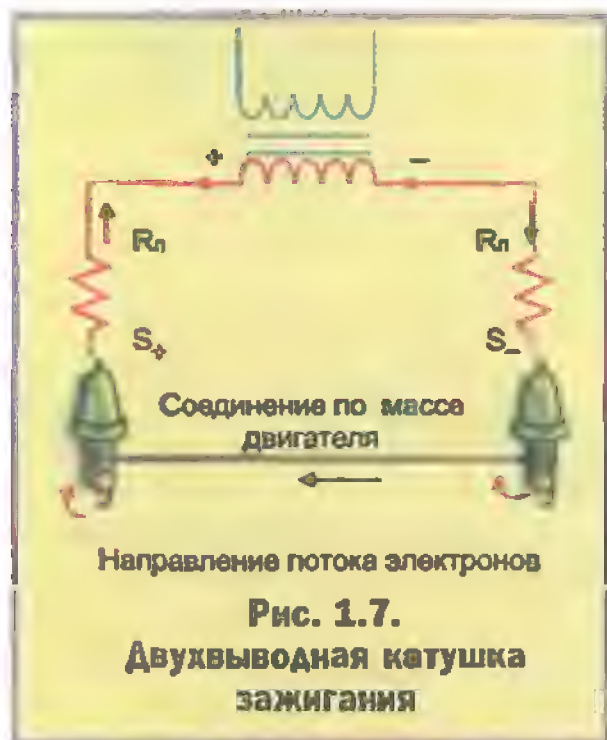 + −
Rл Rл
S+ S−
Соединение по массе
двигателя
Направление потока электронов
Рис. 1.7.
Двухвыводная катушка
зажигания